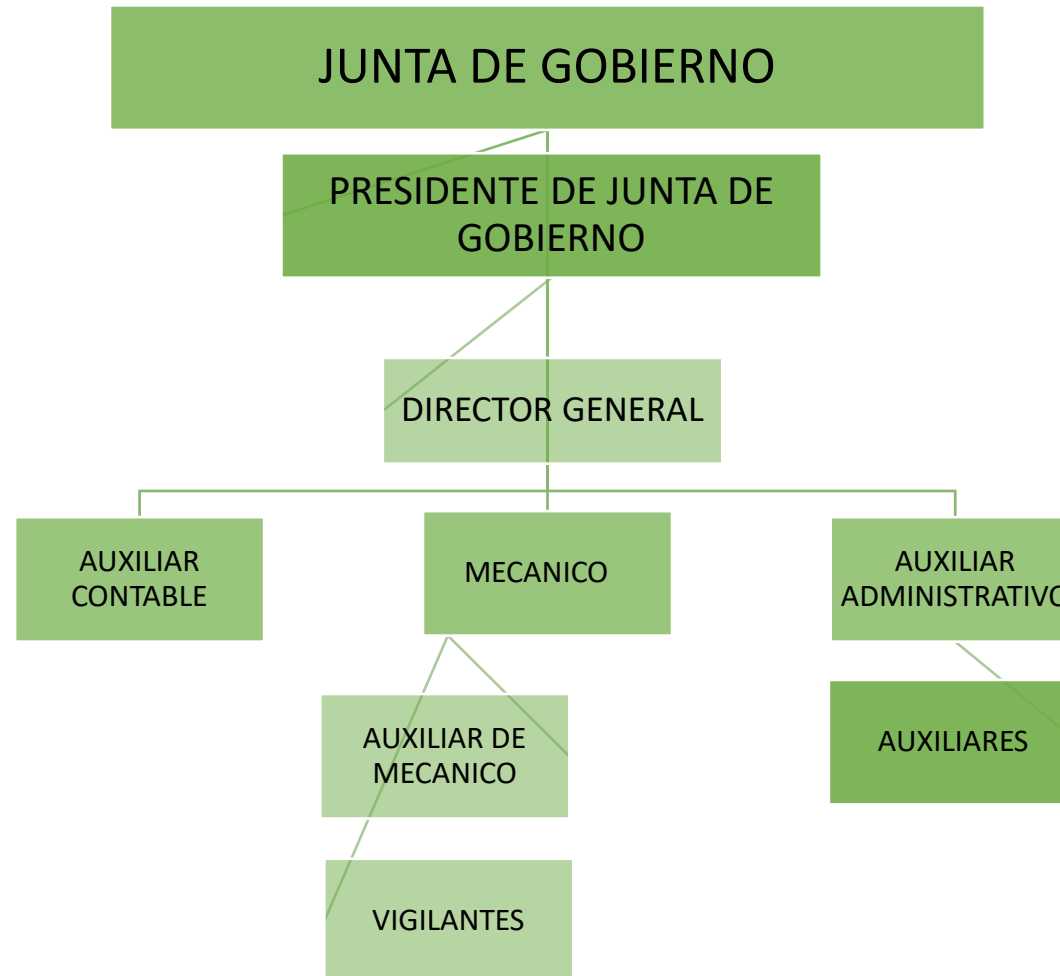 JUNTA DE GOBIERNO
PRESIDENTE DE JUNTA DE
GOBIERNO
DIRECTOR GENERAL
AUXILIAR
CONTABLE
MECANICO
AUXILIAR
ADMINISTRATIVO
AUXILIAR DE
MECANICO
AUXILIARES
VIGILANTES